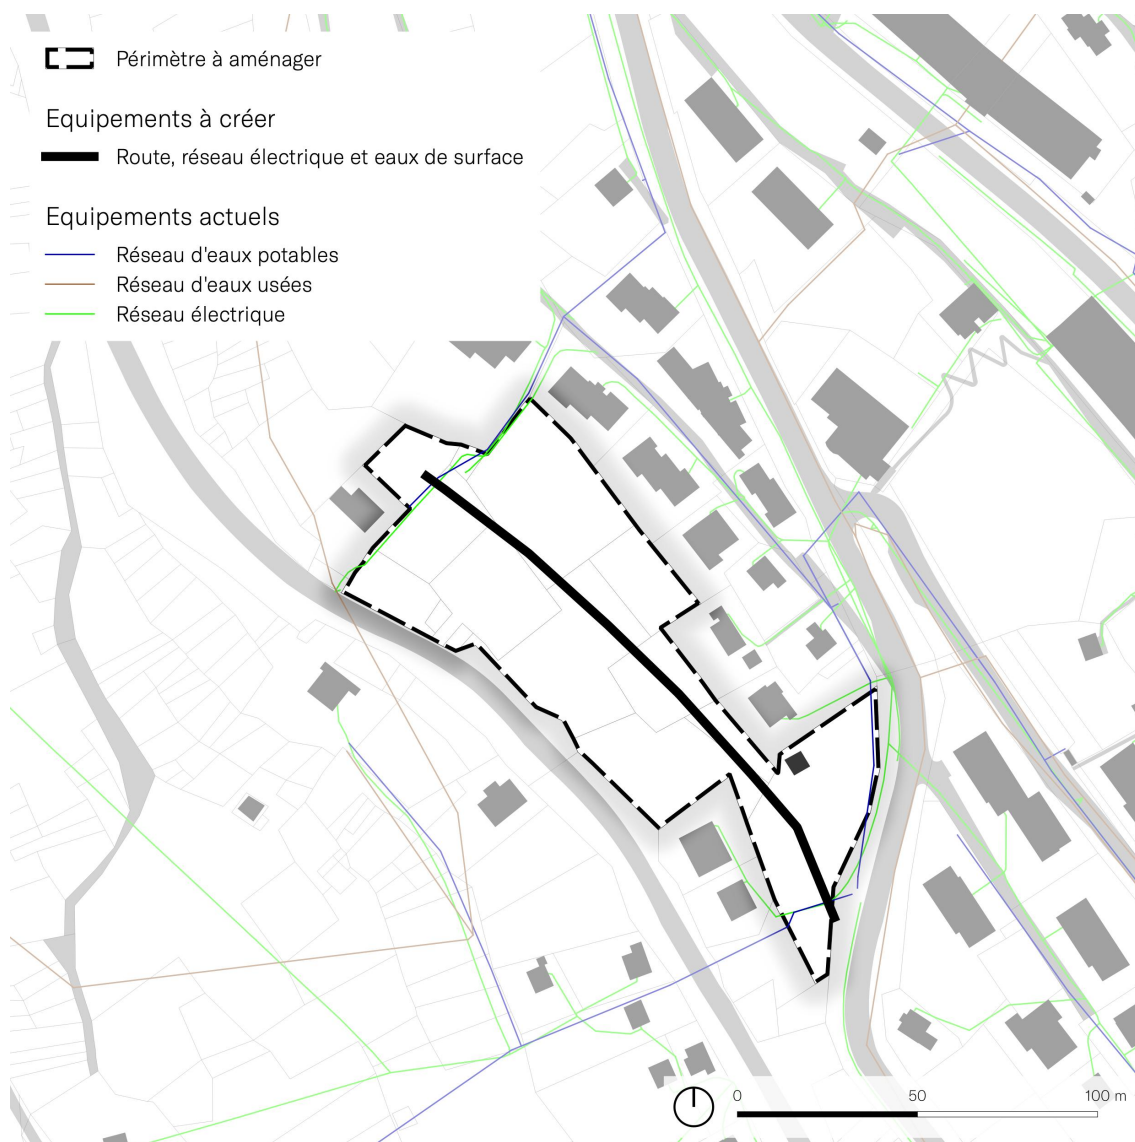 Périmètre à aménager
Equipements à créer
Route, réseau électrique et eaux de surface
Equipements actuels
Réseau d'eaux potables
Réseau d'eaux usées
Réseau électrique
0 50 100 m